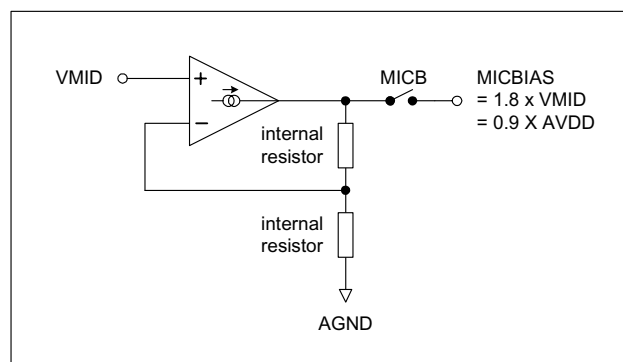 VMID
+
−
MICB
MICBIAS
= 1.8 x VMID
= 0.9 X AVDD
internal
resistor
internal
resistor
AGND